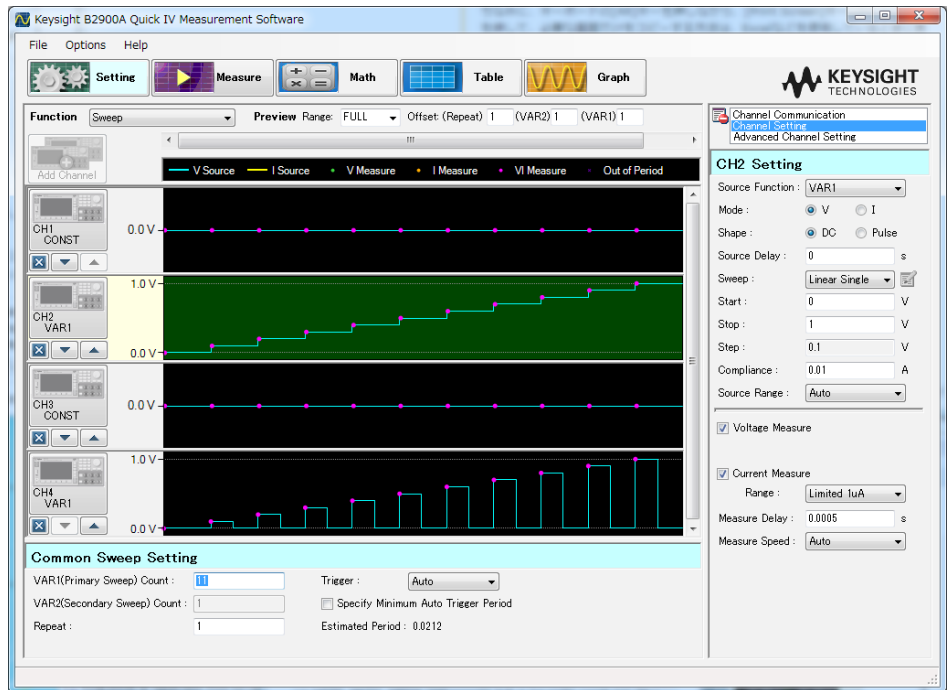 Keysight B2900A Quick IV Measurement Software
File Options Help
Setting Measure Math Table Graph
KEYSIGHT
TECHNOLOGIES
Function Sweep Preview Range: FULL Offset: (Repeat) 1 (VAR2) 1 (VAR1) 1
Add Channel
V Source I Source V Measure I Measure VI Measure Out of Period
CH1
CONST
0.0 V
CH2
VAR1
1.0 V
0.0 V
CH3
CONST
0.0 V
CH4
VAR1
1.0 V
0.0 V
Common Sweep Setting
VAR1(Primary Sweep) Count : 11
VAR2(Secondary Sweep) Count : 1
Repeat : 1
Trigger : Auto
Specify Minimum Auto Trigger Period
Estimated Period : 0.0212
Channel Communication
Channel Setting
Advanced Channel Setting
CH2 Setting
Source Function : VAR1
Mode : V I
Shape : DC Pulse
Source Delay : 0 s
Sweep : Linear Single
Start : 0 V
Stop : 1 V
Step : 0.1 V
Compliance : 0.01 A
Source Range : Auto
Voltage Measure
Current Measure
Range : Limited 1uA
Measure Delay : 0.0005 s
Measure Speed : Auto